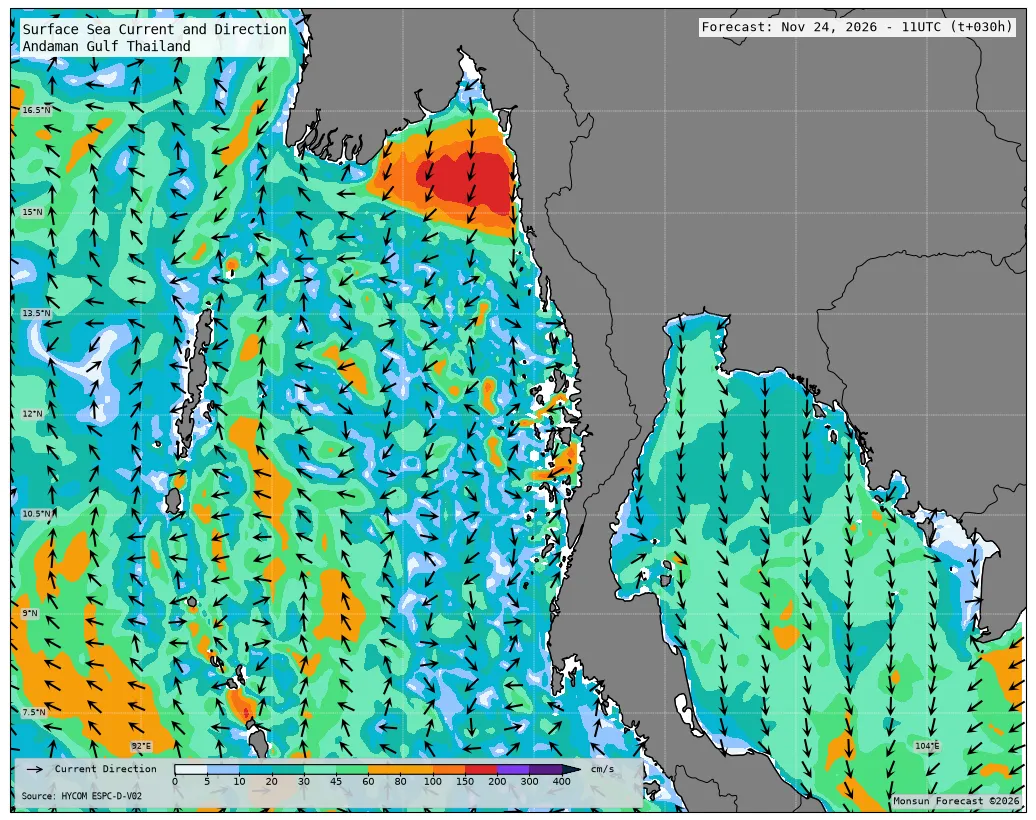 Surface Sea Current and Direction
Andaman Gulf Thailand
Forecast: Nov 24, 2026 - 11UTC (t+030h)
16.5°N
15°N
13.5°N
12°N
10.5°N
9°N
7.5°N
92°E
104°E
Current Direction
0 5 10 20 30 45 60 80 100 150 200 300 400 cm/s
Source: HYCOM ESPC-D-V02
Monsun Forecast ©2026